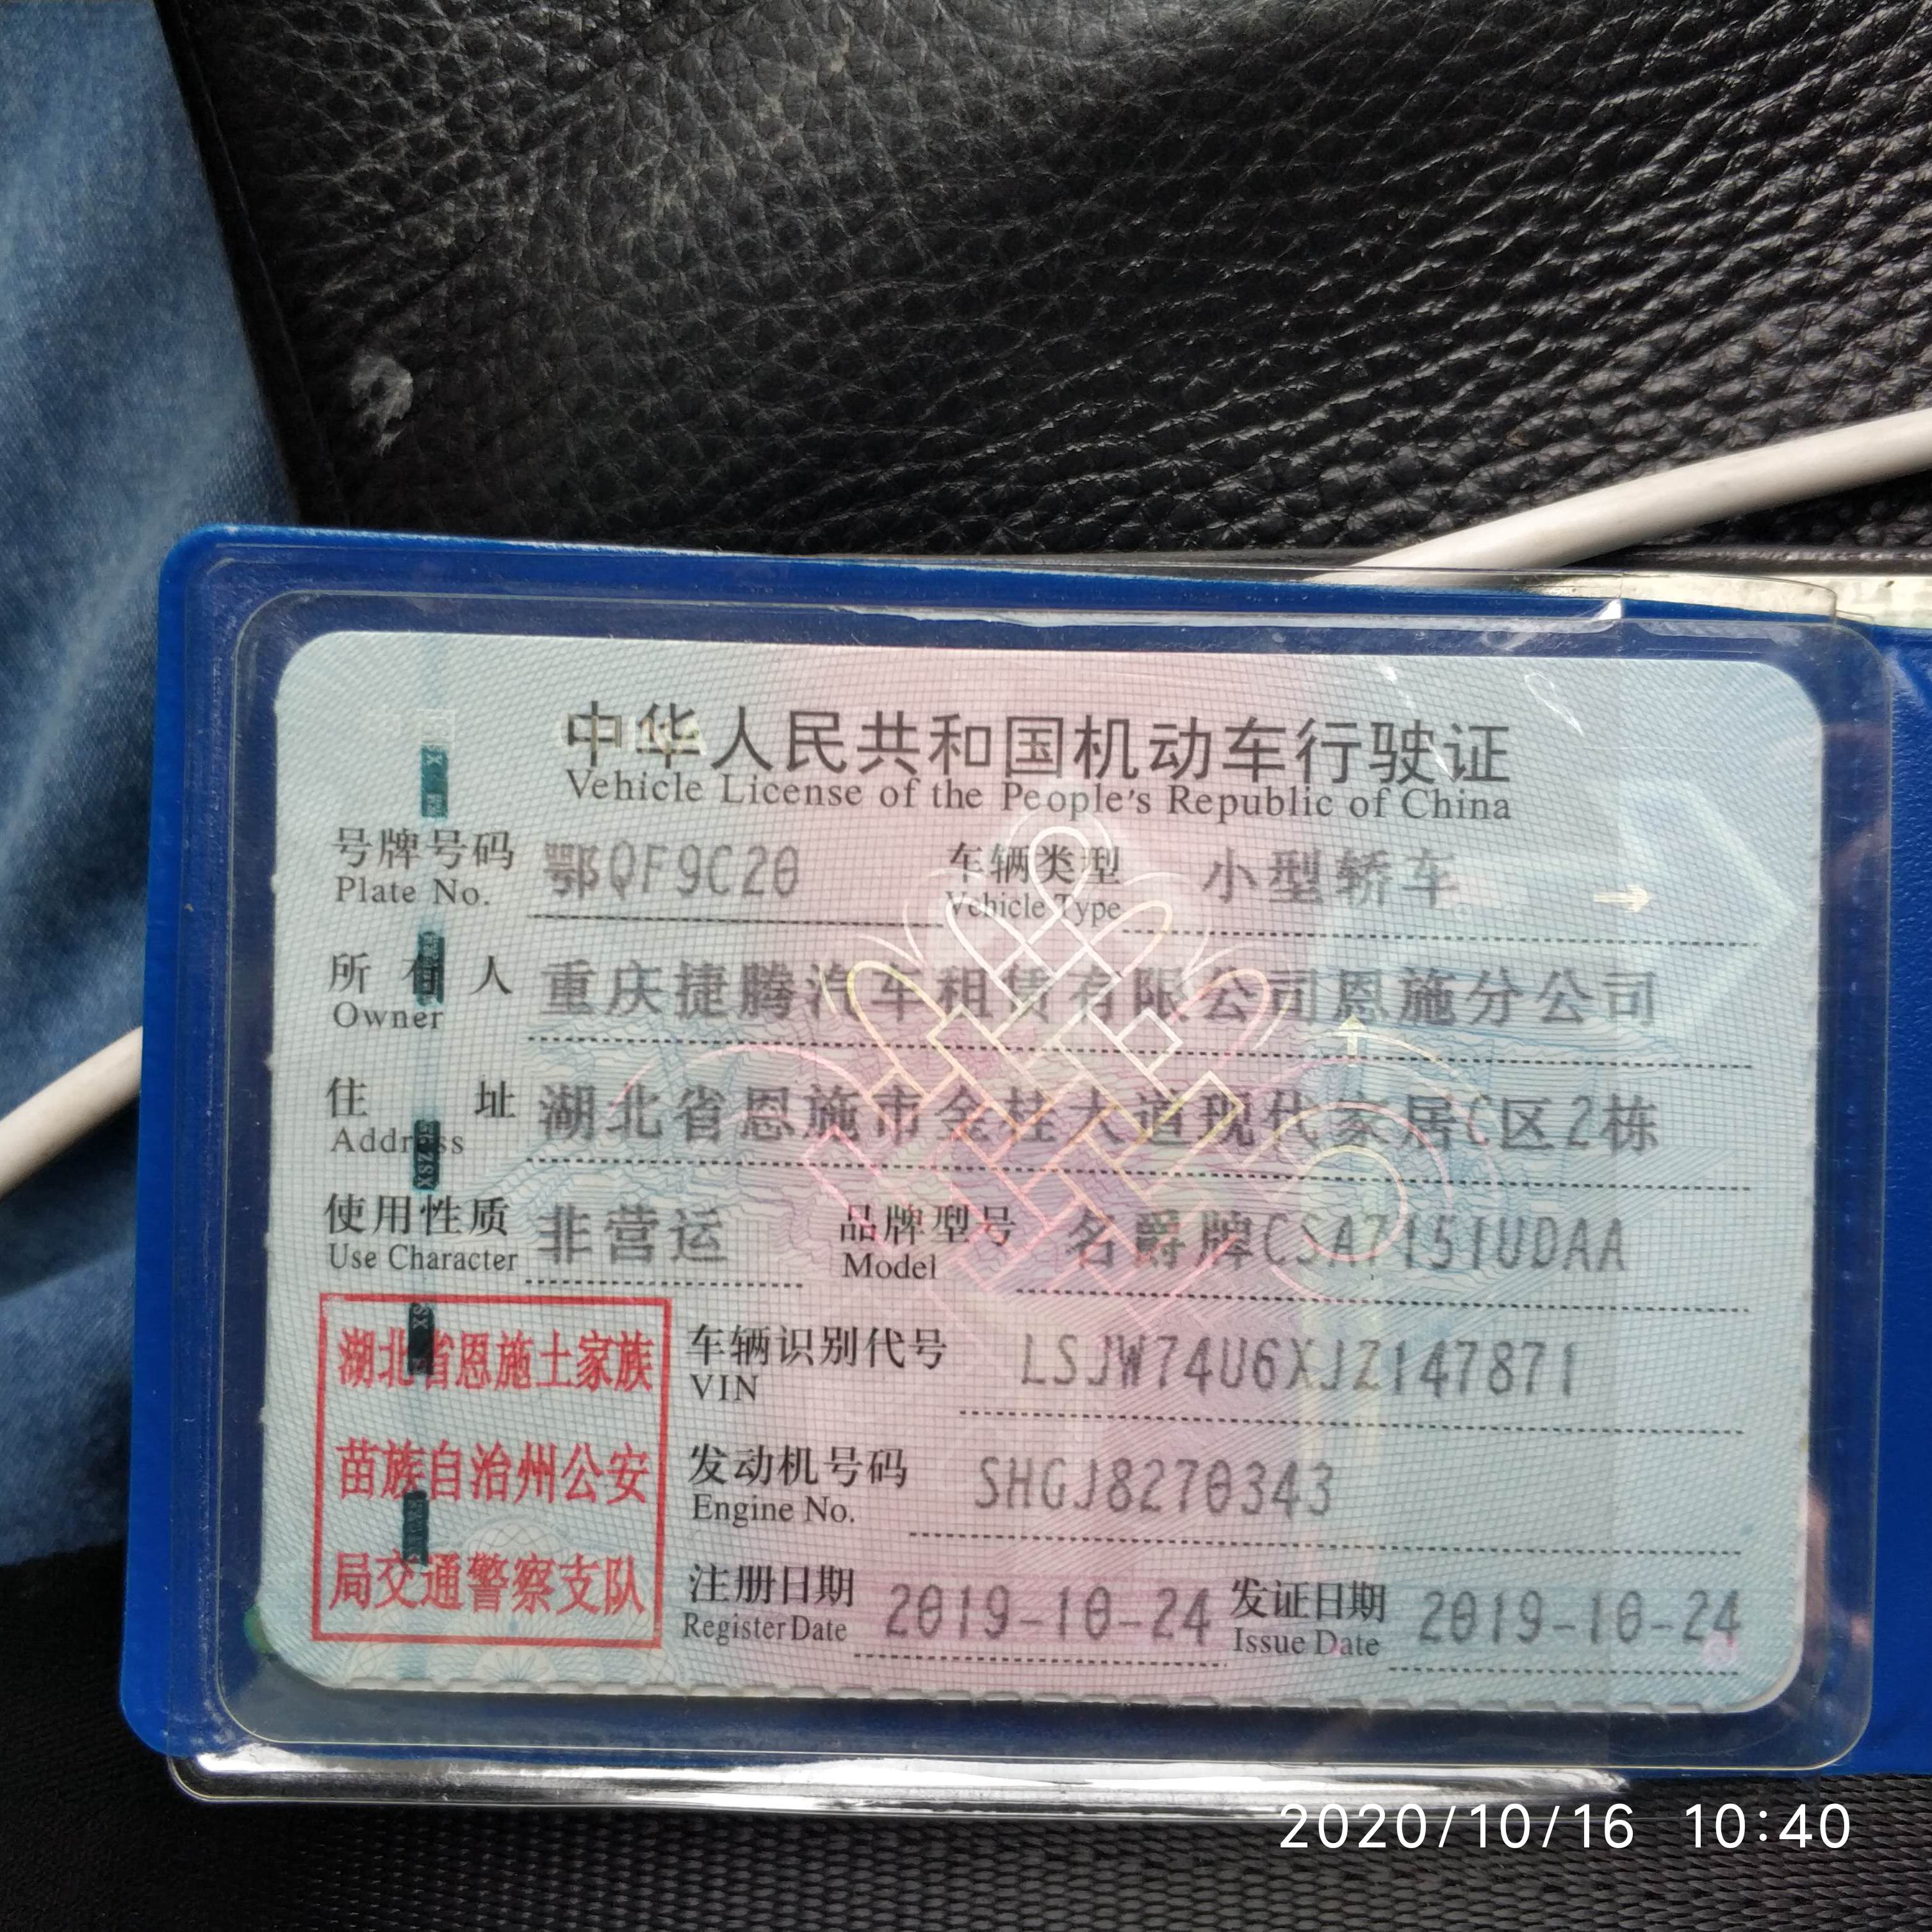 中华人民共和国机动车行驶证
Vehicle License of the People's Republic of China
号牌号码 鄂QF9C20 车辆类型 小型轿车
Plate No. Vehicle Type
所有人 重庆捷腾汽车租赁有限公司恩施分公司
Owner
住址 湖北省恩施市金桂大道现代家居C区2栋
Address
使用性质 非营运 品牌型号 名爵牌CSA7151UDAA
Use Character Model
湖北省恩施土家族
苗族自治州公安
局交通警察支队
车辆识别代号 LSJW74U6XJZ147871
VIN
发动机号码 SHGJ8270343
Engine No.
注册日期 2019-10-24 发证日期 2019-10-24
Register Date Issue Date
2020/10/16 10:40